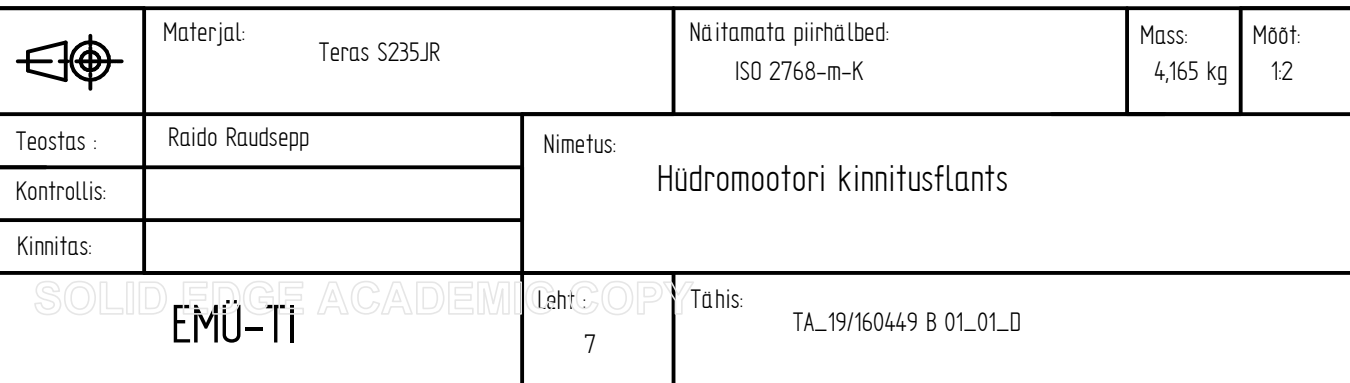 Materjal:
Teras S235JR
Näitamata piirhälbed:
ISO 2768-m-K
Mass:
4,165 kg
Mõõt:
1:2
Teostas :
Raido Raudsepp
Nimetus:
Hüdromootori kinnitusflants
Kontrollis:
Kinnitas:
SOLID EDGE ACADEMIC COPY
EMÜ-TI
Leht :
7
Tähis:
TA_19/160449 B 01_01_D